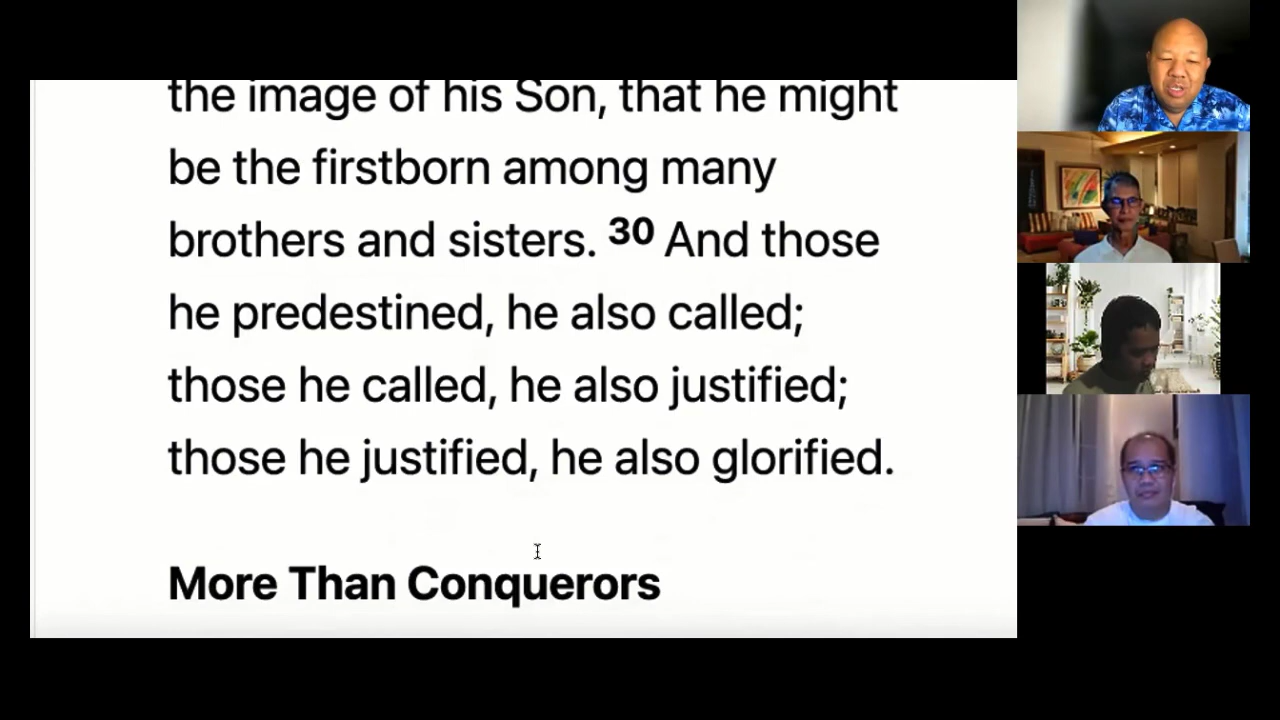 the image of his Son, that he might
be the firstborn among many
brothers and sisters. 30 And those
he predestined, he also called;
those he called, he also justified;
those he justified, he also glorified.
More Than Conquerors